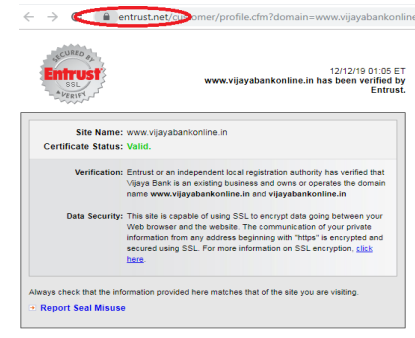 entrust.net/customer/profile.cfm?domain=www.vijayabankonline
SECURED BY
Entrust
SSL
VERIFY
12/12/19 01:05 ET
www.vijayabankonline.in has been verified by
Entrust.
Site Name: www.vijayabankonline.in
Certificate Status: Valid.
Verification: Entrust or an independent local registration authority has verified that
Vijaya Bank is an existing business and owns or operates the domain
name www.vijayabankonline.in and vijayabankonline.in
Data Security: This site is capable of using SSL to encrypt data going between your
Web browser and the website. The communication of your private
information from any address beginning with "https" is encrypted and
secured using SSL. For more information on SSL encryption, click
here.
Always check that the information provided here matches that of the site you are visiting.
Report Seal Misuse